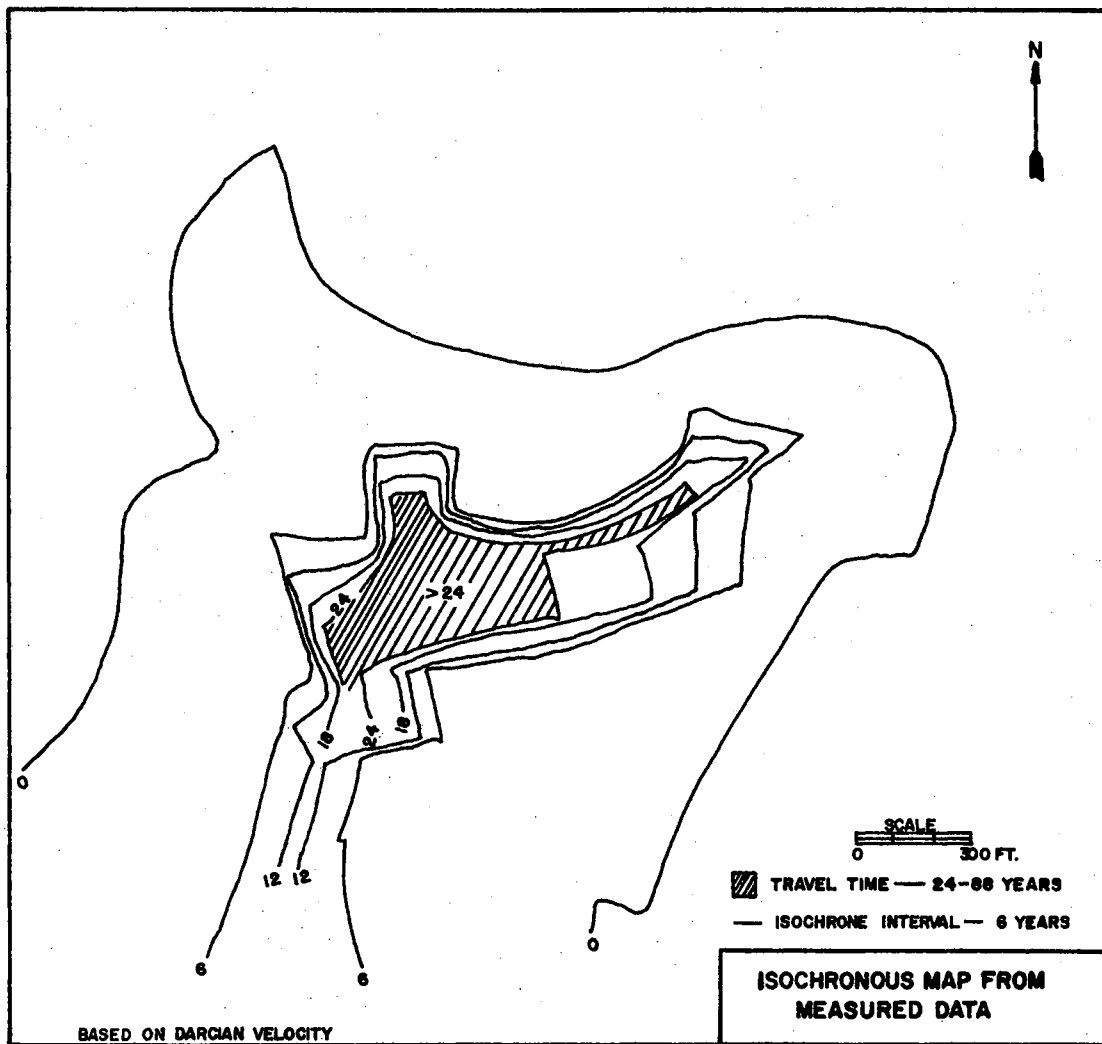 N
24
>24
18
24
18
0
12
12
6
6
0
SCALE
0 300 FT.
TRAVEL TIME — 24-88 YEARS
— ISOCHRONE INTERVAL — 6 YEARS
ISOCHRONOUS MAP FROM
MEASURED DATA
BASED ON DARCIAN VELOCITY